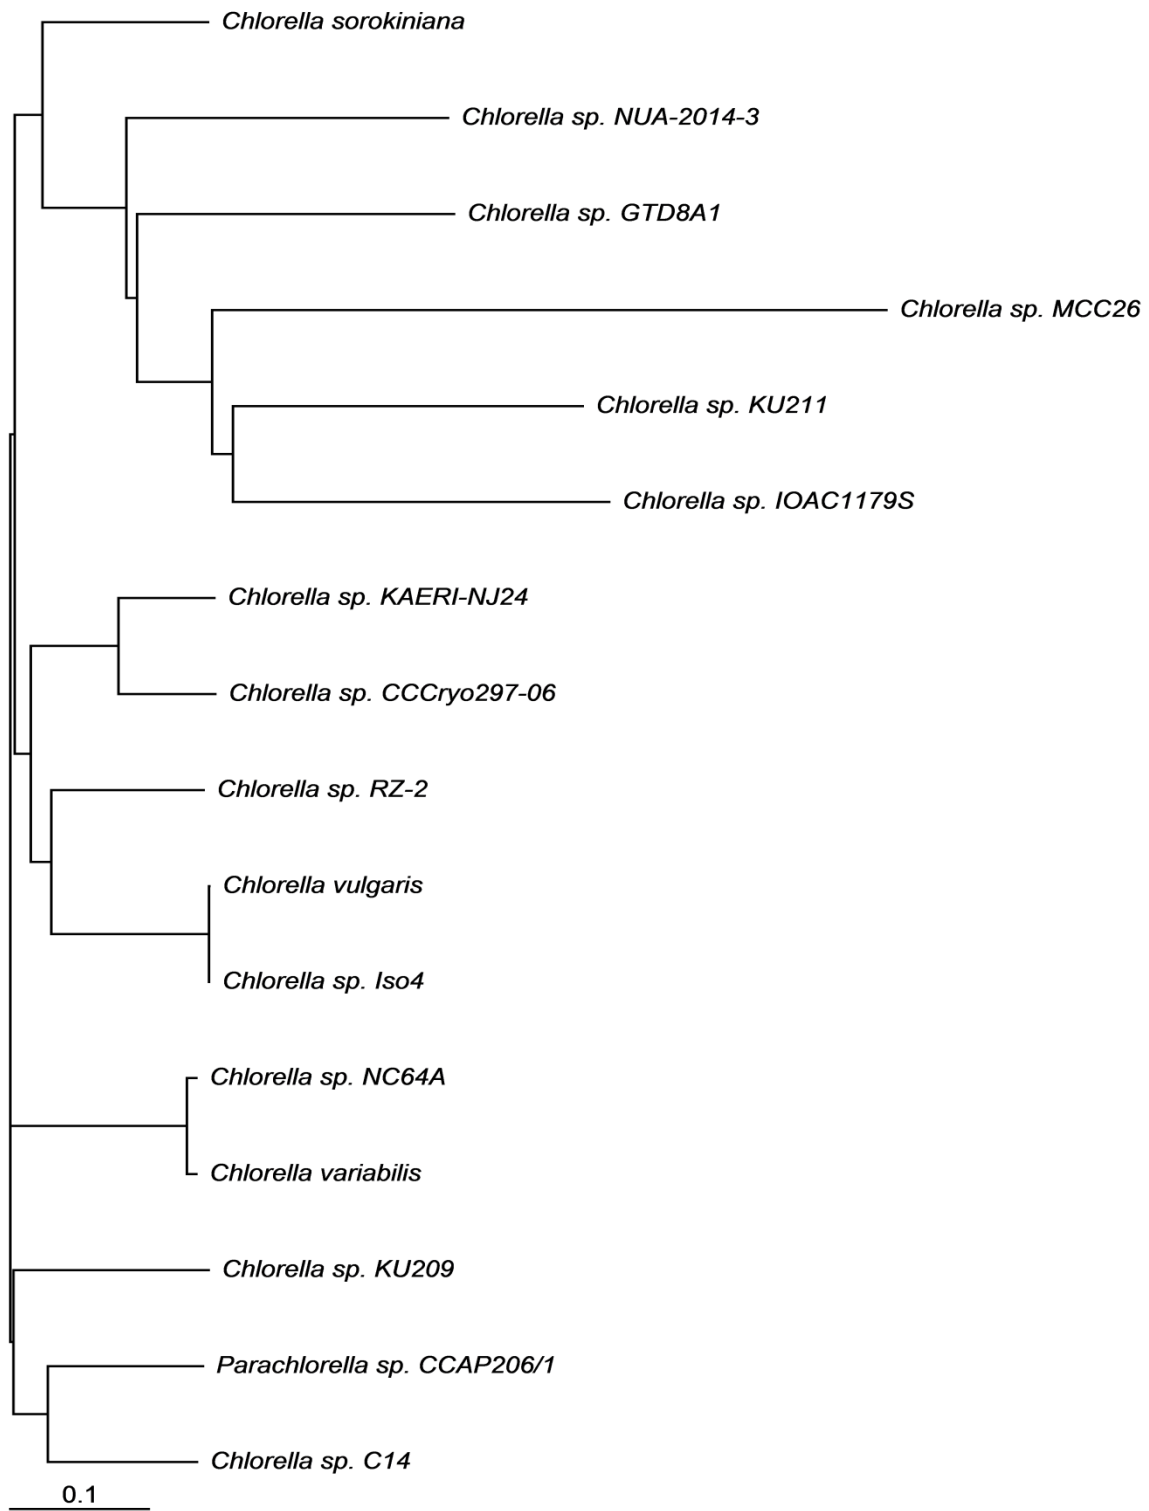 Chlorella sorokiniana
Chlorella sp. NUA-2014-3
Chlorella sp. GTD8A1
Chlorella sp. MCC26
Chlorella sp. KU211
Chlorella sp. IOAC1179S
Chlorella sp. KAERI-NJ24
Chlorella sp. CCCryo297-06
Chlorella sp. RZ-2
Chlorella vulgaris
Chlorella sp. Iso4
Chlorella sp. NC64A
Chlorella variabilis
Chlorella sp. KU209
Parachlorella sp. CCAP206/1
Chlorella sp. C14
0.1